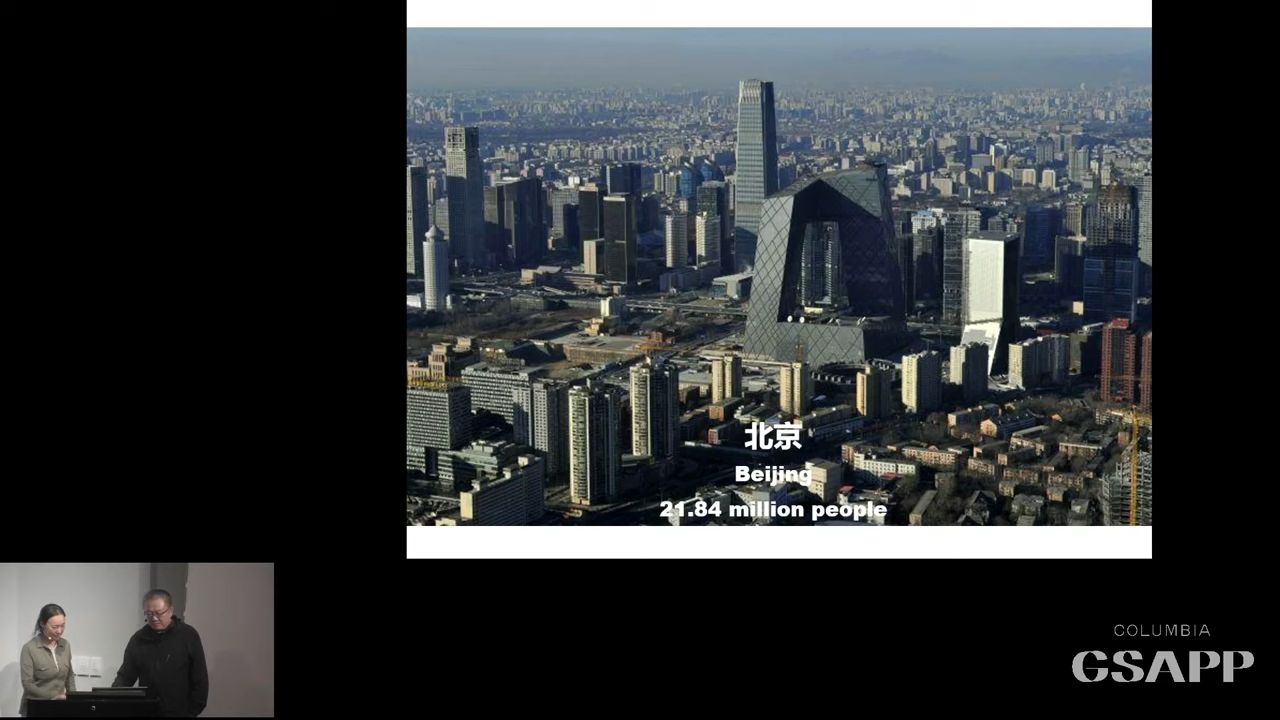 北京
Beijing
21.84 million people
COLUMBIA
GSAPP